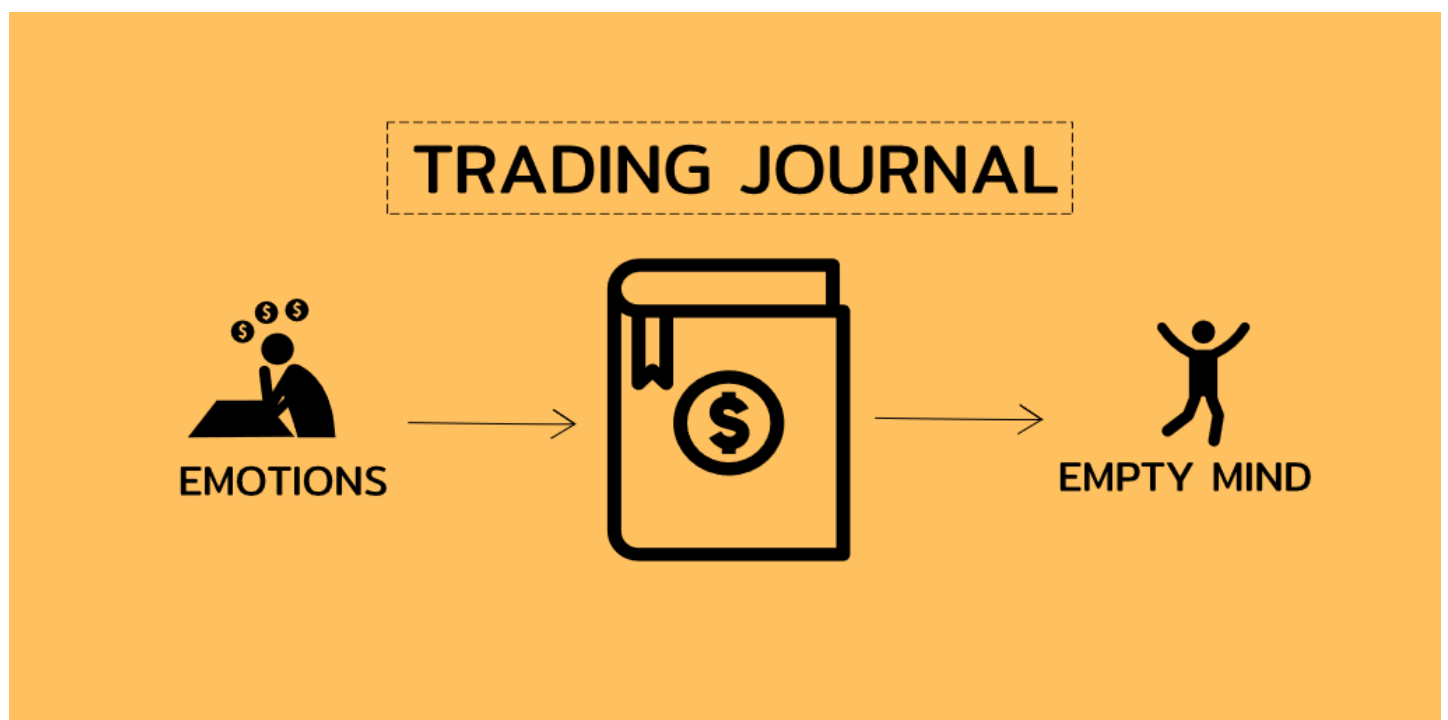 TRADING JOURNAL
$ $ $
$
EMOTIONS
EMPTY MIND